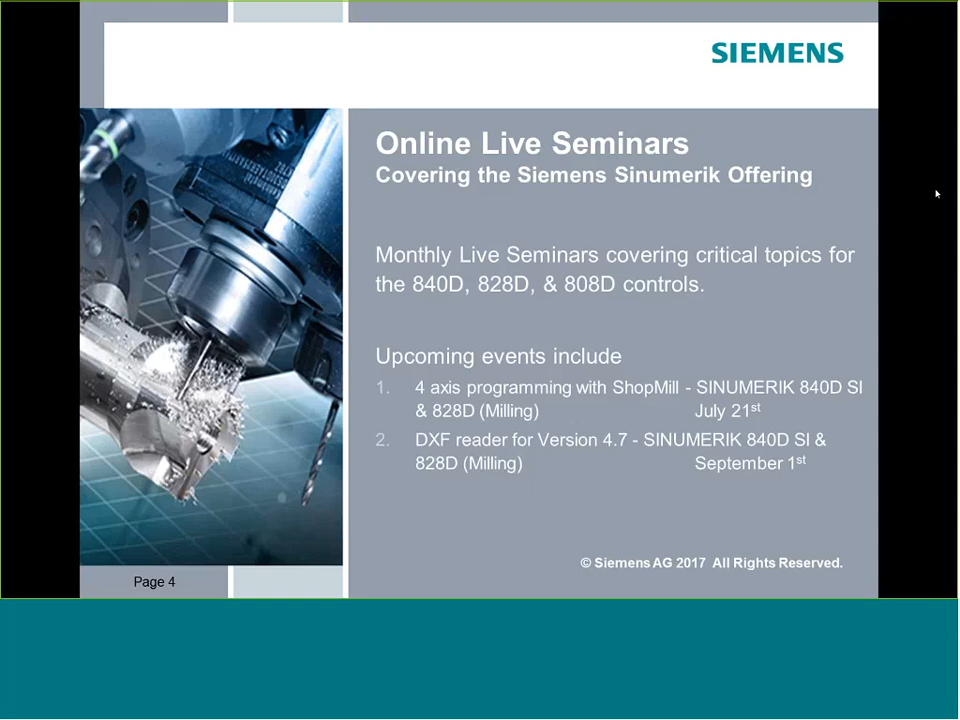 SIEMENS
Online Live Seminars
Covering the Siemens Sinumerik Offering
Monthly Live Seminars covering critical topics for
the 840D, 828D, & 808D controls.
Upcoming events include
1. 4 axis programming with ShopMill - SINUMERIK 840D Sl
& 828D (Milling) July 21st
2. DXF reader for Version 4.7 - SINUMERIK 840D Sl &
828D (Milling) September 1st
© Siemens AG 2017 All Rights Reserved.
Page 4